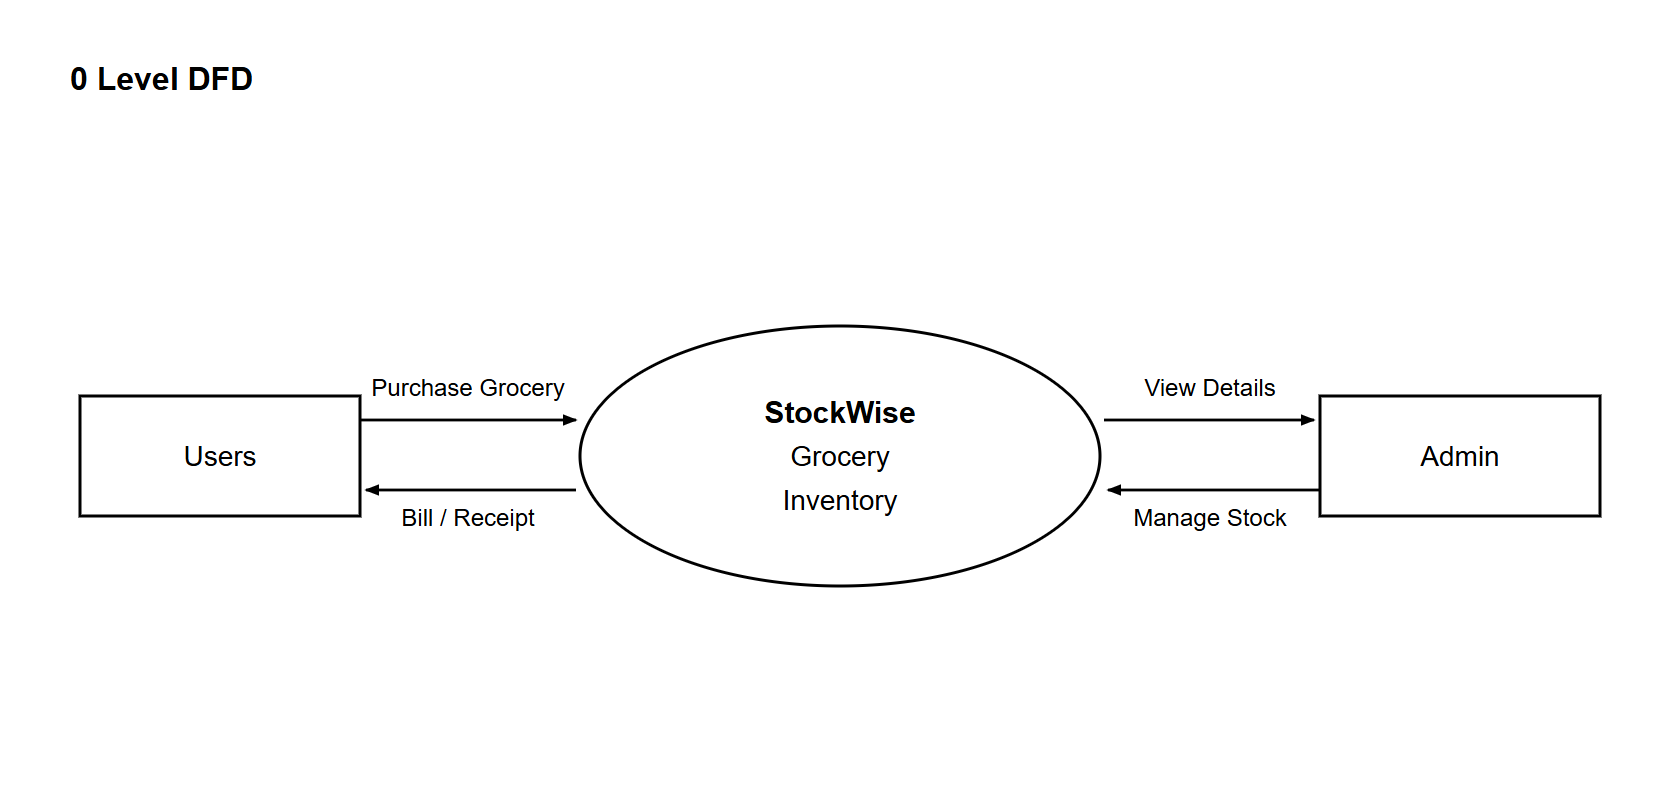 0 Level DFD
Purchase Grocery
View Details
StockWise
Users
Grocery
Admin
Inventory
Bill / Receipt
Manage Stock